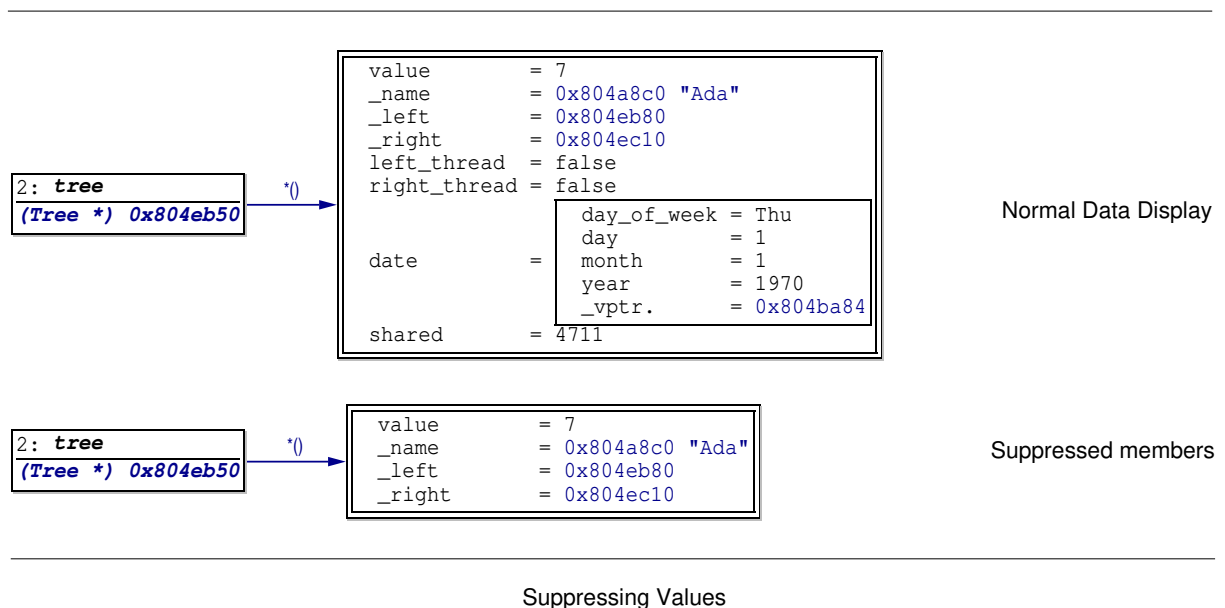 value = 7
_name = 0x804a8c0 "Ada"
_left = 0x804eb80
_right = 0x804ec10
left_thread = false
right_thread = false
2: tree
(Tree *) 0x804eb50
*()
date =
day_of_week = Thu
day = 1
month = 1
year = 1970
_vptr. = 0x804ba84
shared = 4711
Normal Data Display
2: tree
(Tree *) 0x804eb50
*()
value = 7
_name = 0x804a8c0 "Ada"
_left = 0x804eb80
_right = 0x804ec10
Suppressed members
Suppressing Values